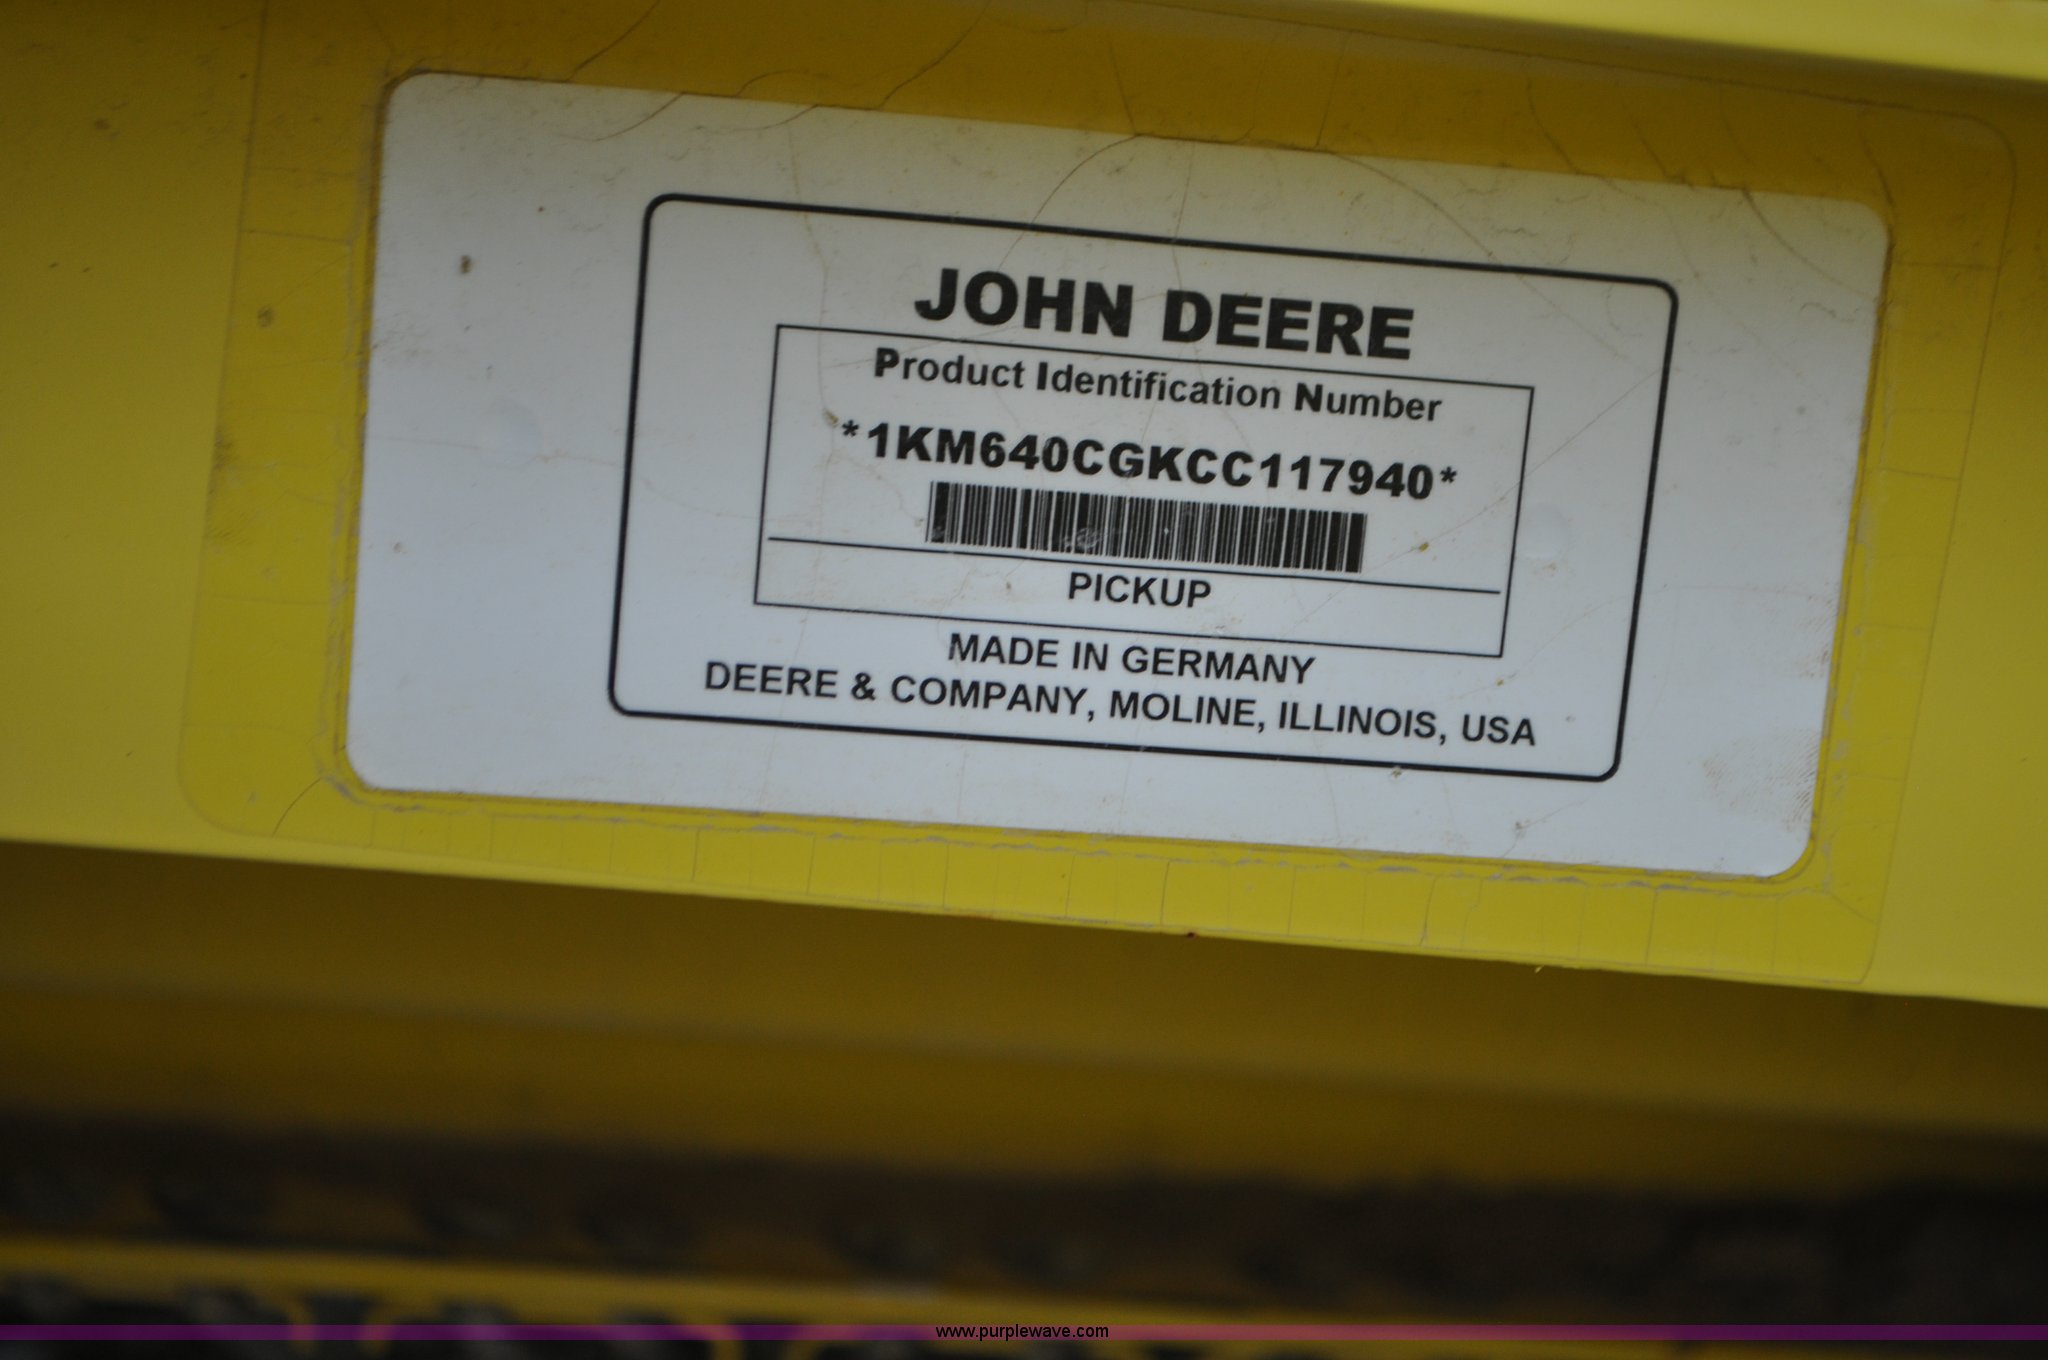 JOHN DEERE
Product Identification Number
*1KM640CGKCC117940*
PICKUP
MADE IN GERMANY
DEERE & COMPANY, MOLINE, ILLINOIS, USA
www.purplewave.com